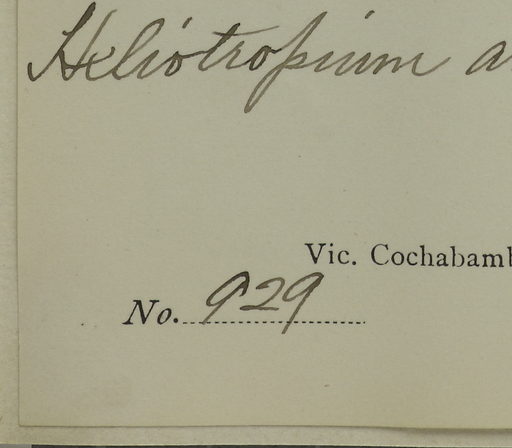 Heliotropium a
Vic. Cochabamb
No. 929